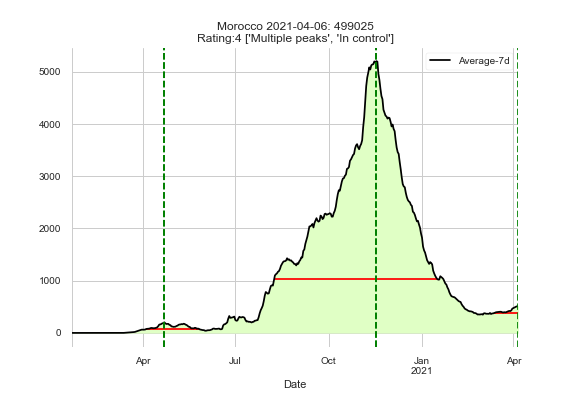 Morocco 2021-04-06: 499025
Rating:4 ['Multiple peaks', 'In control']
Average-7d
5000
4000
3000
2000
1000
0
Apr
Jul
Oct
Jan
2021
Apr
Date